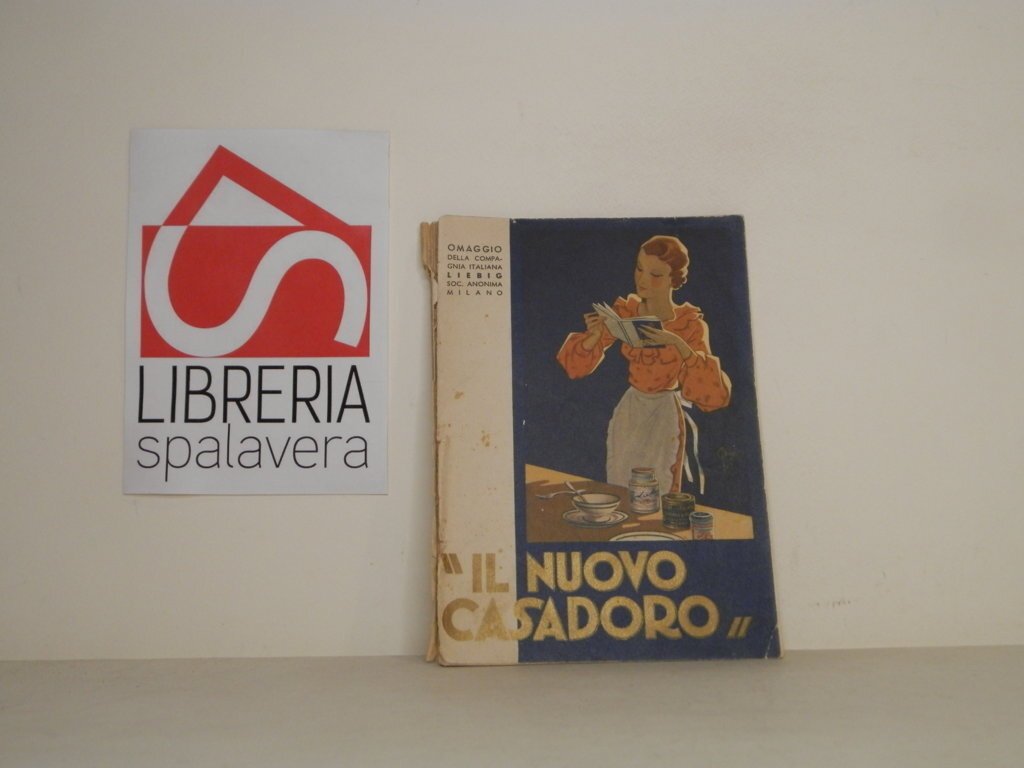 LIBRERIA
spalavera
OMAGGIO
DELLA COMPA-
GNIA ITALIANA
LIEBIG
SOC. ANONIMA
MILANO
"IL NUOVO
CASADORO„